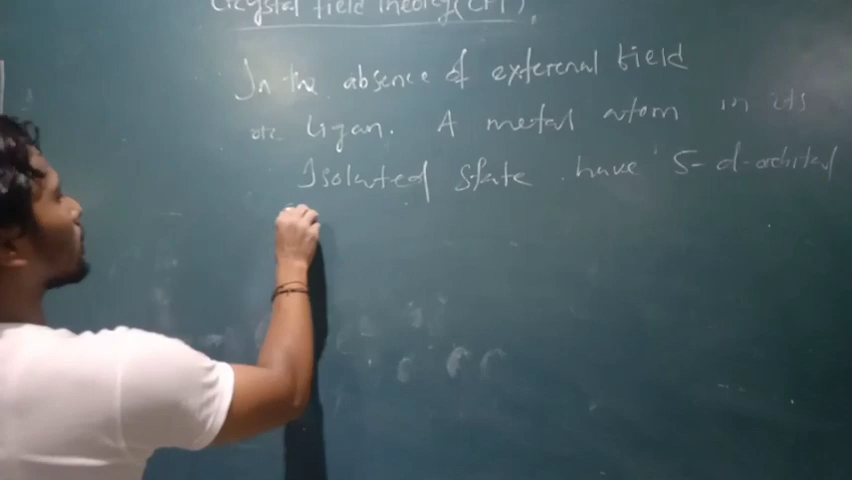 Crystal field Theory(CFT).
In the absence of external field
or ligan. A metal atom in its
Isolated state have 5-d-orbital